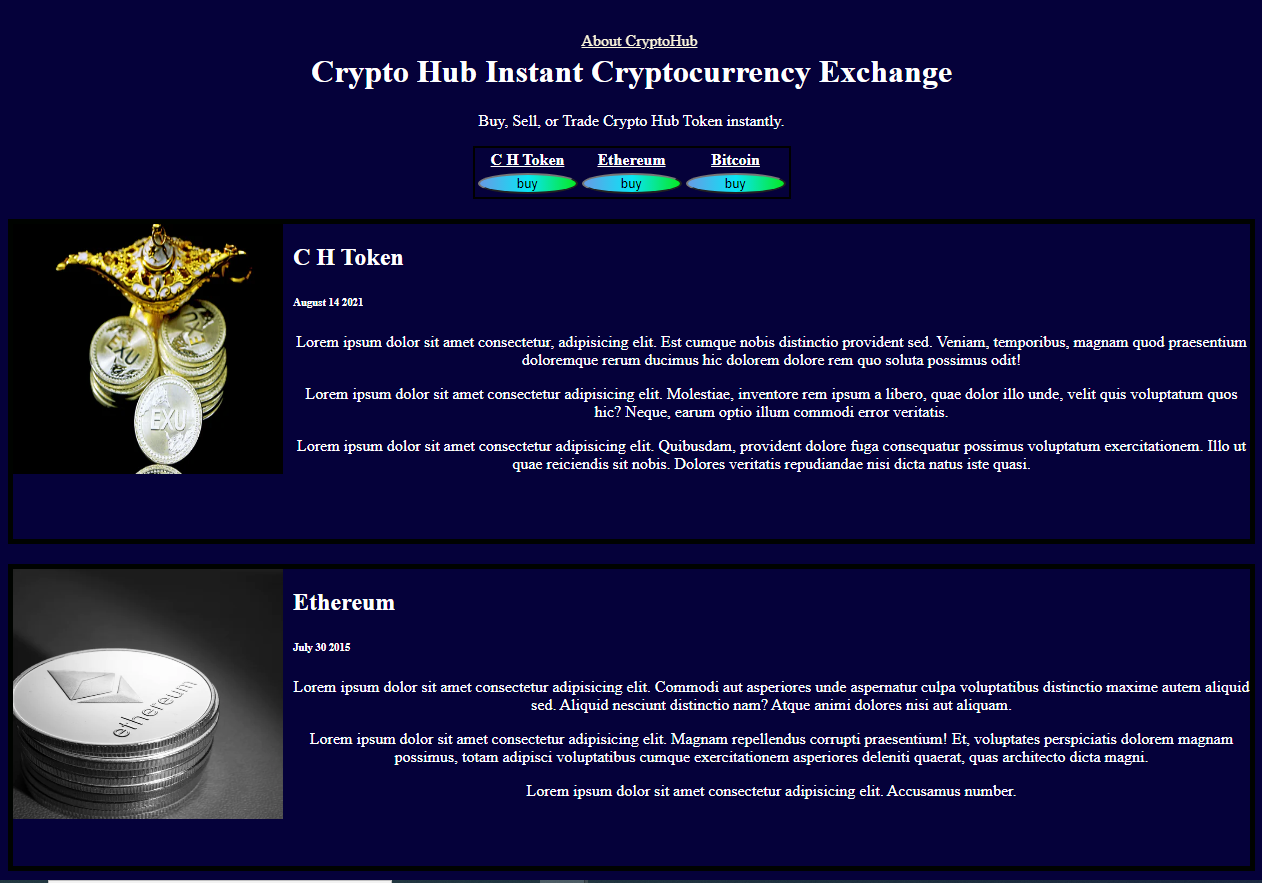 About CryptoHub
Crypto Hub Instant Cryptocurrency Exchange
Buy, Sell, or Trade Crypto Hub Token instantly.
C H Token Ethereum Bitcoin
buy buy buy
EXU
EXU
EXU
C H Token
August 14 2021
Lorem ipsum dolor sit amet consectetur, adipisicing elit. Est cumque nobis distinctio provident sed. Veniam, temporibus, magnam quod praesentium
doloremque rerum ducimus hic dolorem dolore rem quo soluta possimus odit!
Lorem ipsum dolor sit amet consectetur adipisicing elit. Molestiae, inventore rem ipsum a libero, quae dolor illo unde, velit quis voluptatum quos
hic? Neque, earum optio illum commodi error veritatis.
Lorem ipsum dolor sit amet consectetur adipisicing elit. Quibusdam, provident dolore fuga consequatur possimus voluptatum exercitationem. Illo ut
quae reiciendis sit nobis. Dolores veritatis repudiandae nisi dicta natus iste quasi.
ethereum
Ethereum
July 30 2015
Lorem ipsum dolor sit amet consectetur adipisicing elit. Commodi aut asperiores unde aspernatur culpa voluptatibus distinctio maxime autem aliquid
sed. Aliquid nesciunt distinctio nam? Atque animi dolores nisi aut aliquam.
Lorem ipsum dolor sit amet consectetur adipisicing elit. Magnam repellendus corrupti praesentium! Et, voluptates perspiciatis dolorem magnam
possimus, totam adipisci voluptatibus cumque exercitationem asperiores deleniti quaerat, quas architecto dicta magni.
Lorem ipsum dolor sit amet consectetur adipisicing elit. Accusamus number.